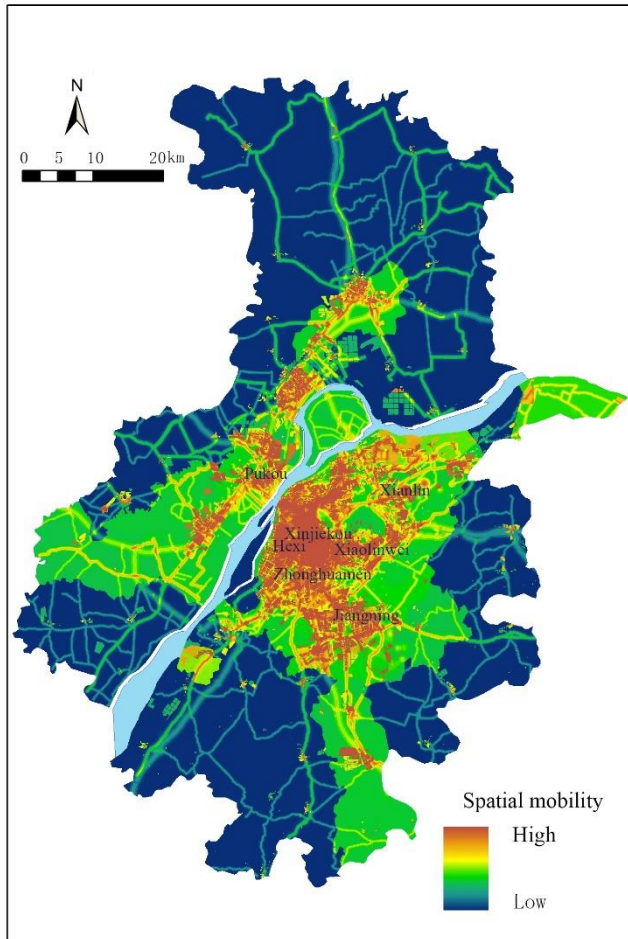 N
0 5 10 20km
Pukou
Xianlin
Xinjiekou
Hexi
Xiaolinwei
Zhonghuamen
Jiangning
Spatial mobility
High
Low